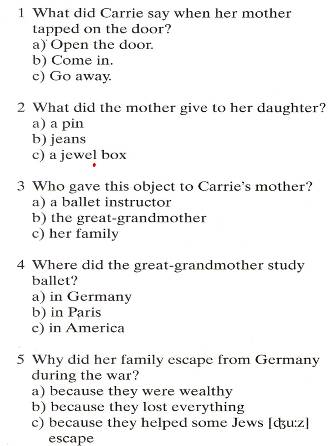 1 What did Carrie say when her mother
tapped on the door?
a) Open the door.
b) Come in.
c) Go away.
2 What did the mother give to her daughter?
a) a pin
b) jeans
c) a jewel box
3 Who gave this object to Carrie's mother?
a) a ballet instructor
b) the great-grandmother
c) her family
4 Where did the great-grandmother study
ballet?
a) in Germany
b) in Paris
c) in America
5 Why did her family escape from Germany
during the war?
a) because they were wealthy
b) because they lost everything
c) because they helped some Jews [ʤu:z]
escape